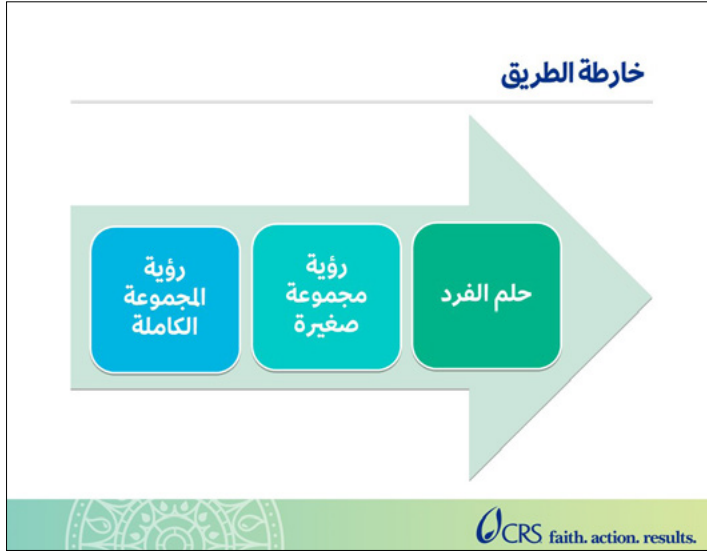 خارطة الطريق
حلم الفرد
رؤية
مجموعة
صغيرة
رؤية
المجموعة
الكاملة
CRS faith. action. results.